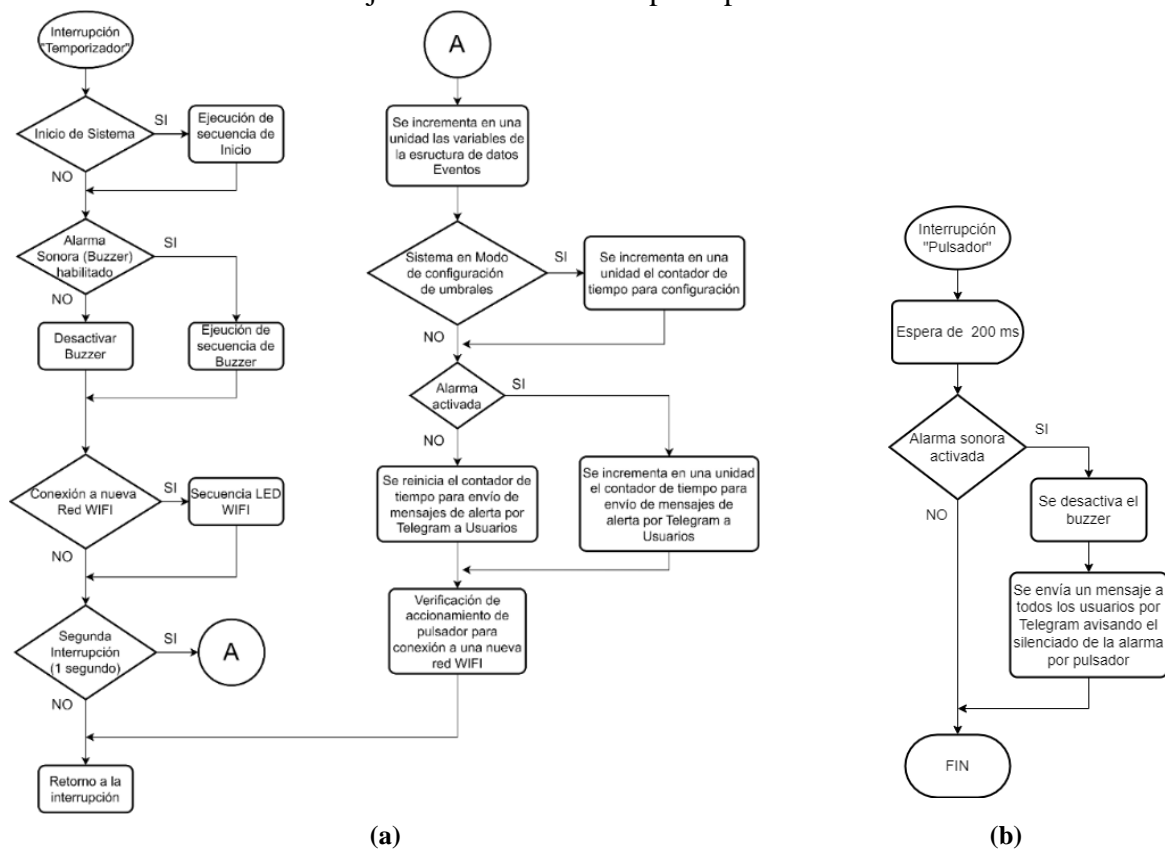 Interrupción
"Temporizador"
Inicio de Sistema
SI
Ejecución de
secuencia de
Inicio
NO
Alarma
Sonora (Buzzer)
habilitado
SI
NO
Desactivar
Buzzer
Ejeución de
secuencia de
Buzzer
Conexión a nueva
Red WIFI
SI
Secuencia LED
WIFI
NO
Segunda
Interrupción
(1 segundo)
SI
A
NO
Retorno a la
interrupción
(a)
A
Se incrementa en una
unidad las variables de
la esructura de datos
Eventos
Sistema en Modo
de configuración
de umbrales
SI
Se incrementa en una
unidad el contador de
tiempo para configuración
NO
Alarma
activada
SI
NO
Se reinicia el contador de
tiempo para envío de
mensajes de alerta por
Telegram a Usuarios
Se incrementa en una unidad
el contador de tiempo para
envío de mensajes de
alerta por Telegram a
Usuarios
Verificación de
accionamiento de
pulsador para
conexión a una nueva
red WIFI
Interrupción
"Pulsador"
Espera de 200 ms
Alarma sonora
activada
SI
NO
Se desactiva el
buzzer
Se envía un mensaje a
todos los usuarios por
Telegram avisando el
silenciado de la alarma
por pulsador
FIN
(b)